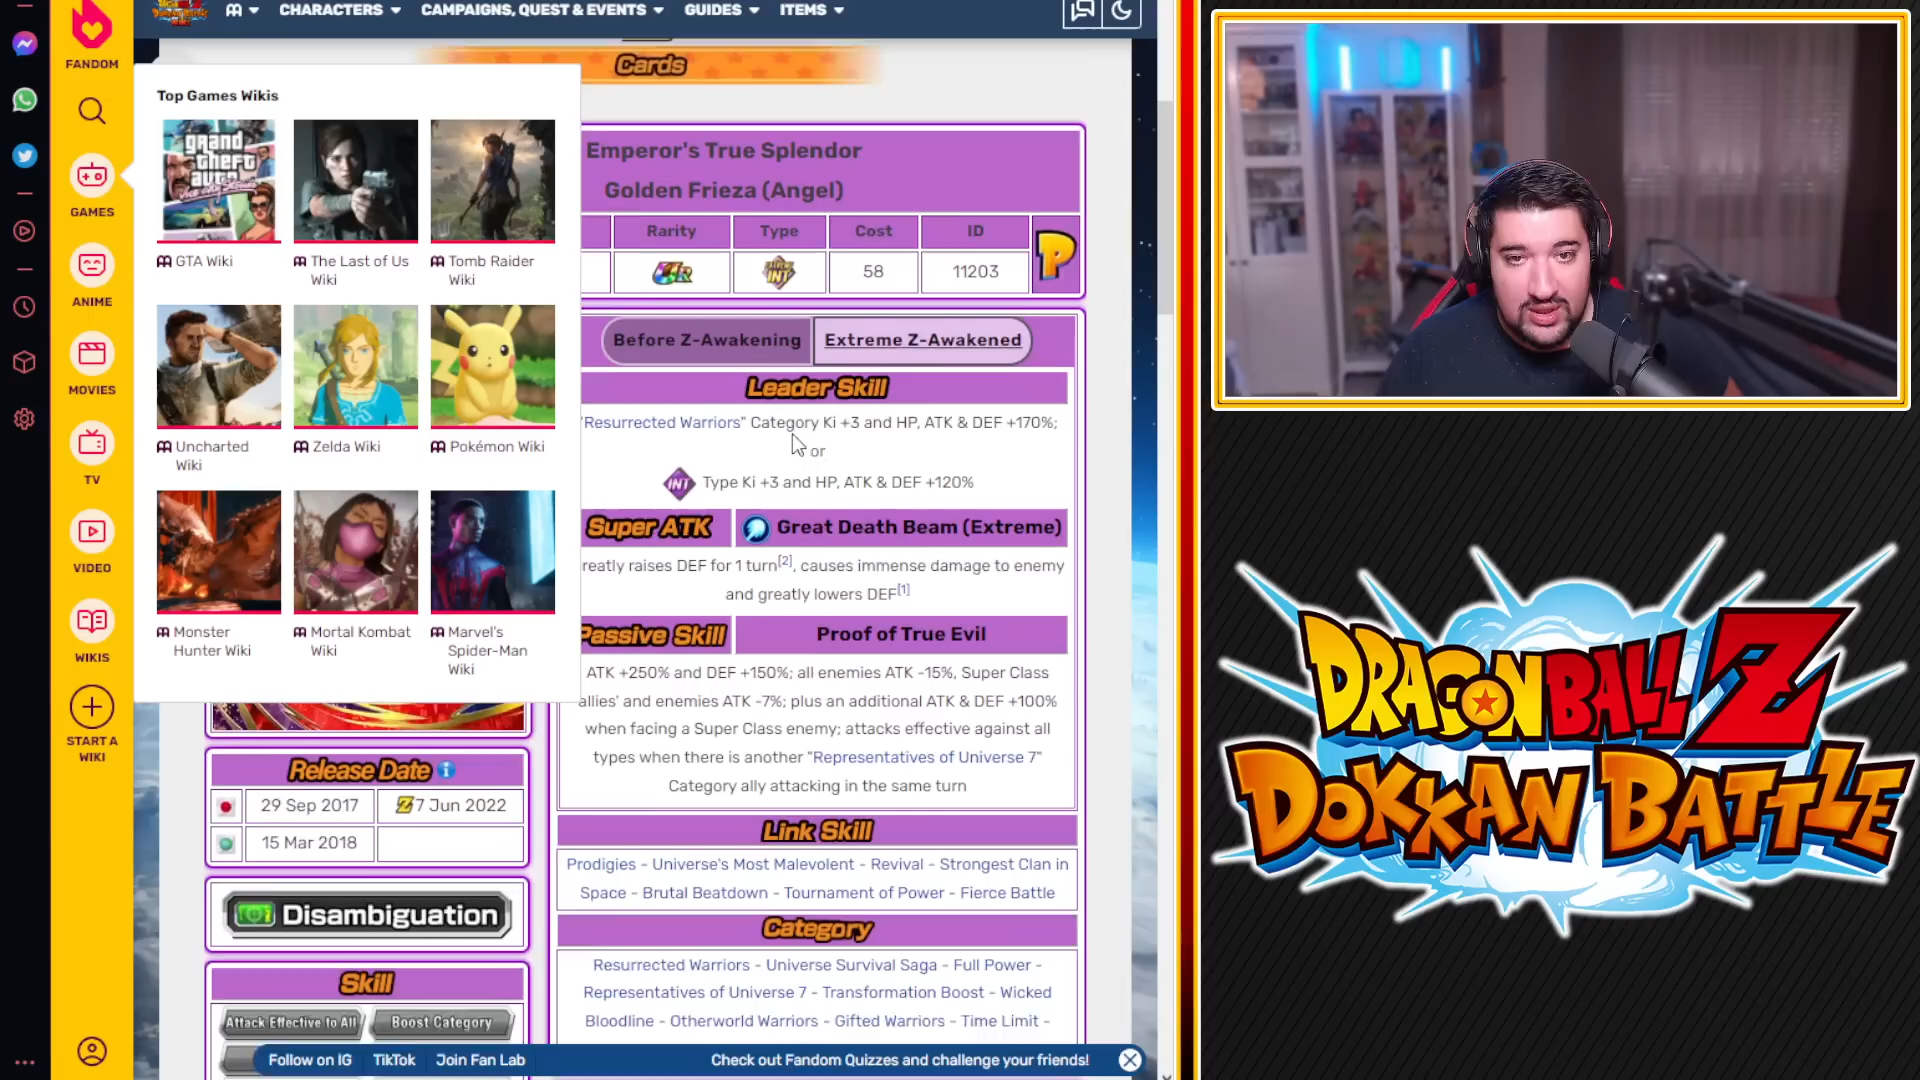 CHARACTERS
CAMPAIGNS, QUEST & EVENTS
GUIDES
ITEMS
Cards
FANDOM
GAMES
ANIME
MOVIES
TV
VIDEO
WIKIS
START A
WIKI
Top Games Wikis
grand
theft
auto
GTA Wiki
The Last of Us
Wiki
Tomb Raider
Wiki
Uncharted
Wiki
Zelda Wiki
Pokémon Wiki
Monster
Hunter Wiki
Mortal Kombat
Wiki
Marvel's
Spider-Man
Wiki
Emperor's True Splendor
Golden Frieza (Angel)
Rarity Type Cost ID
UR INT 58 11203
P
Before Z-Awakening Extreme Z-Awakened
Leader Skill
"Resurrected Warriors" Category Ki +3 and HP, ATK & DEF +170%;
or
INT Type Ki +3 and HP, ATK & DEF +120%
Super ATK Great Death Beam (Extreme)
reatly raises DEF for 1 turn[2], causes immense damage to enemy
and greatly lowers DEF[1]
Passive Skill Proof of True Evil
ATK +250% and DEF +150%; all enemies ATK -15%, Super Class
allies' and enemies ATK -7%; plus an additional ATK & DEF +100%
when facing a Super Class enemy; attacks effective against all
types when there is another "Representatives of Universe 7"
Category ally attacking in the same turn
Link Skill
Prodigies - Universe's Most Malevolent - Revival - Strongest Clan in
Space - Brutal Beatdown - Tournament of Power - Fierce Battle
Category
Resurrected Warriors - Universe Survival Saga - Full Power -
Representatives of Universe 7 - Transformation Boost - Wicked
Bloodline - Otherworld Warriors - Gifted Warriors - Time Limit -
Release Date
29 Sep 2017 Z 7 Jun 2022
15 Mar 2018
Disambiguation
Skill
Attack Effective to All Boost Category
Follow on IG TikTok Join Fan Lab
Check out Fandom Quizzes and challenge your friends!
DRAGON BALL Z
DOKKAN BATTLE